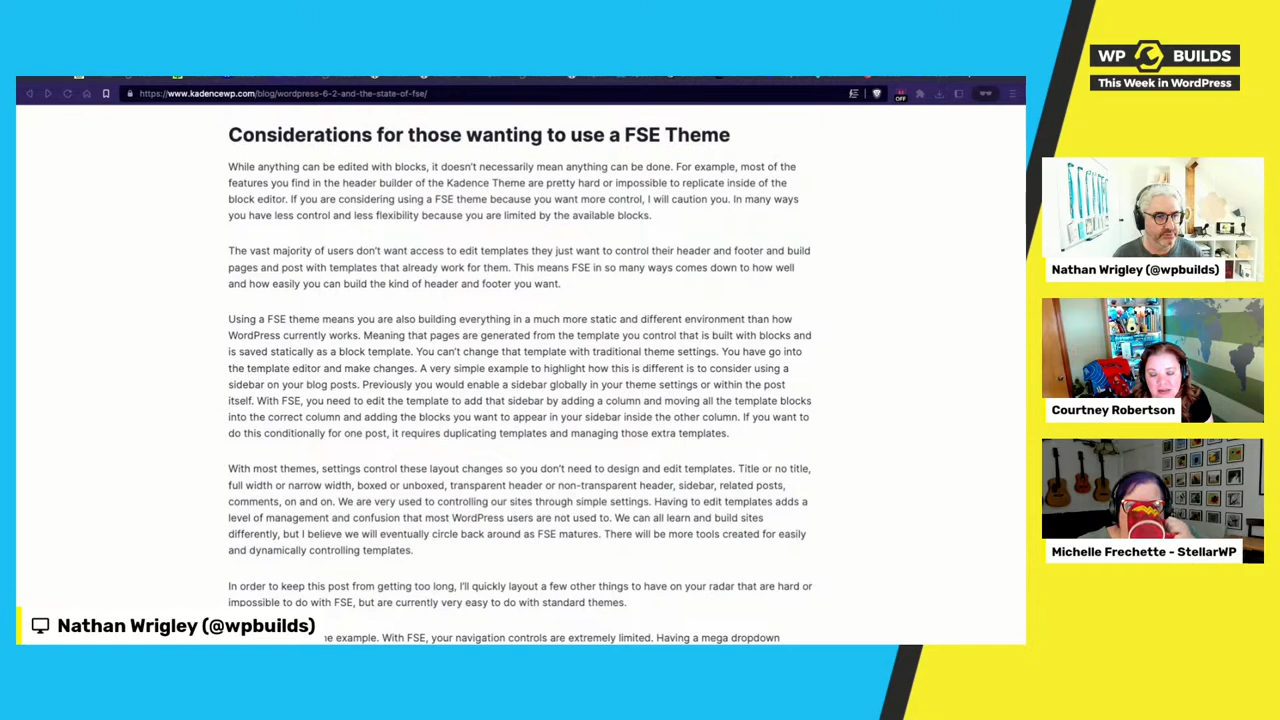 https://www.kadencewp.com/blog/wordpress-6-2-and-the-state-of-fse/
OFF
Considerations for those wanting to use a FSE Theme
While anything can be edited with blocks, it doesn't necessarily mean anything can be done. For example, most of the
features you find in the header builder of the Kadence Theme are pretty hard or impossible to replicate inside of the
block editor. If you are considering using a FSE theme because you want more control, I will caution you. In many ways
you have less control and less flexibility because you are limited by the available blocks.
The vast majority of users don't want access to edit templates they just want to control their header and footer and build
pages and post with templates that already work for them. This means FSE in so many ways comes down to how well
and how easily you can build the kind of header and footer you want.
Using a FSE theme means you are also building everything in a much more static and different environment than how
WordPress currently works. Meaning that pages are generated from the template you control that is built with blocks and
is saved statically as a block template. You can't change that template with traditional theme settings. You have go into
the template editor and make changes. A very simple example to highlight how this is different is to consider using a
sidebar on your blog posts. Previously you would enable a sidebar globally in your theme settings or within the post
itself. With FSE, you need to edit the template to add that sidebar by adding a column and moving all the template blocks
into the correct column and adding the blocks you want to appear in your sidebar inside the other column. If you want to
do this conditionally for one post, it requires duplicating templates and managing those extra templates.
With most themes, settings control these layout changes so you don't need to design and edit templates. Title or no title,
full width or narrow width, boxed or unboxed, transparent header or non-transparent header, sidebar, related posts,
comments, on and on. We are very used to controlling our sites through simple settings. Having to edit templates adds a
level of management and confusion that most WordPress users are not used to. We can all learn and build sites
differently, but I believe we will eventually circle back around as FSE matures. There will be more tools created for easily
and dynamically controlling templates.
In order to keep this post from getting too long, I'll quickly layout a few other things to have on your radar that are hard or
impossible to do with FSE, but are currently very easy to do with standard themes.
example. With FSE, your navigation controls are extremely limited. Having a mega dropdown
Nathan Wrigley (@wpbuilds)
WP BUILDS
This Week in WordPress
Nathan Wrigley (@wpbuilds)
Courtney Robertson
Michelle Frechette - StellarWP